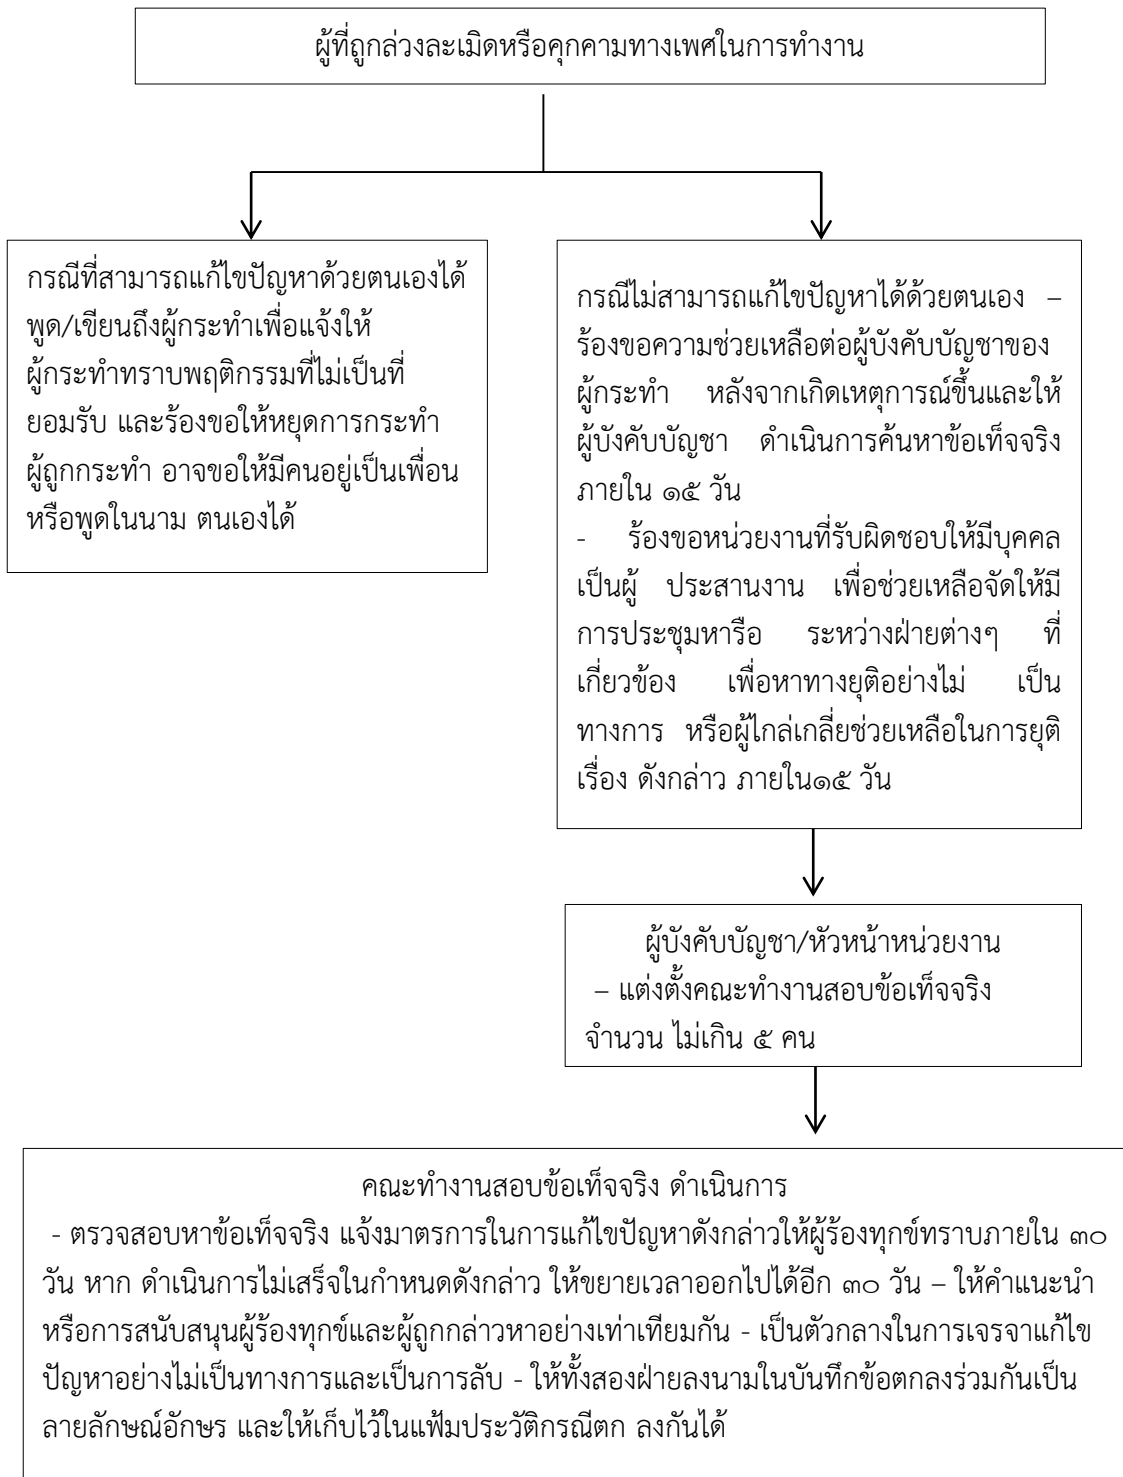 ผู้ที่ถูกล่วงละเมิดหรือคุกคามทางเพศในการทำงาน
กรณีที่สามารถแก้ไขปัญหาด้วยตนเองได้
พูด/เขียนถึงผู้กระทำเพื่อแจ้งให้
ผู้กระทำทราบพฤติกรรมที่ไม่เป็นที่
ยอมรับ และร้องขอให้หยุดการกระทำ
ผู้ถูกกระทำ อาจขอให้มีคนอยู่เป็นเพื่อน
หรือพูดในนาม ตนเองได้
กรณีไม่สามารถแก้ไขปัญหาได้ด้วยตนเอง –
ร้องขอความช่วยเหลือต่อผู้บังคับบัญชาของ
ผู้กระทำ หลังจากเกิดเหตุการณ์ขึ้นและให้
ผู้บังคับบัญชา ดำเนินการค้นหาข้อเท็จจริง
ภายใน ๑๕ วัน
- ร้องขอหน่วยงานที่รับผิดชอบให้มีบุคคล
เป็นผู้ ประสานงาน เพื่อช่วยเหลือจัดให้มี
การประชุมหารือ ระหว่างฝ่ายต่างๆ ที่
เกี่ยวข้อง เพื่อหาทางยุติอย่างไม่ เป็น
ทางการ หรือผู้ไกล่เกลี่ยช่วยเหลือในการยุติ
เรื่อง ดังกล่าว ภายใน๑๕ วัน
ผู้บังคับบัญชา/หัวหน้าหน่วยงาน
– แต่งตั้งคณะทำงานสอบข้อเท็จจริง
จำนวน ไม่เกิน ๕ คน
คณะทำงานสอบข้อเท็จจริง ดำเนินการ
- ตรวจสอบหาข้อเท็จจริง แจ้งมาตรการในการแก้ไขปัญหาดังกล่าวให้ผู้ร้องทุกข์ทราบภายใน ๓๐
วัน หาก ดำเนินการไม่เสร็จในกำหนดดังกล่าว ให้ขยายเวลาออกไปได้อีก ๓๐ วัน – ให้คำแนะนำ
หรือการสนับสนุนผู้ร้องทุกข์และผู้ถูกกล่าวหาอย่างเท่าเทียมกัน - เป็นตัวกลางในการเจรจาแก้ไข
ปัญหาอย่างไม่เป็นทางการและเป็นการลับ - ให้ทั้งสองฝ่ายลงนามในบันทึกข้อตกลงร่วมกันเป็น
ลายลักษณ์อักษร และให้เก็บไว้ในแฟ้มประวัติกรณีตก ลงกันได้